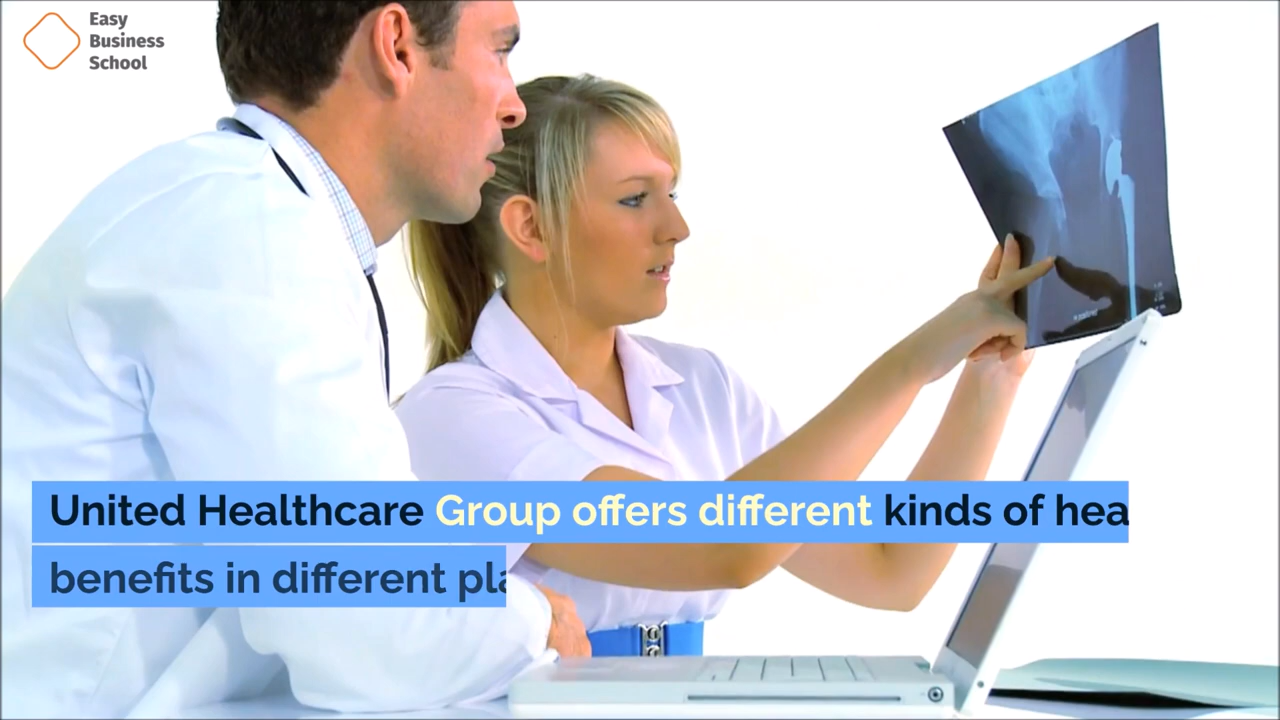 Easy
Business
School
United Healthcare Group offers different kinds of hea
benefits in different pla